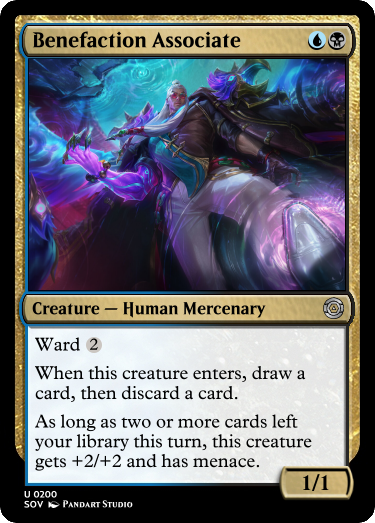 Benefaction Associate
Creature — Human Mercenary
Ward 2
When this creature enters, draw a
card, then discard a card.
As long as two or more cards left
your library this turn, this creature
gets +2/+2 and has menace.
1/1
U 0200
SOV PANDART STUDIO